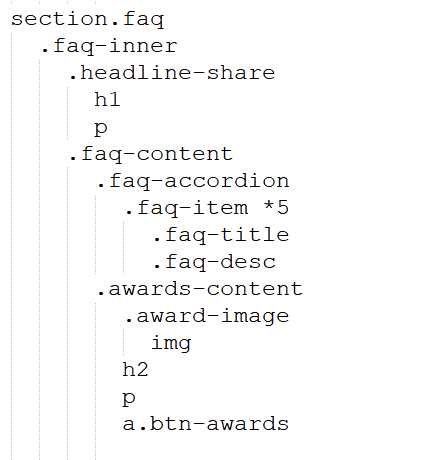 section.faq
.faq-inner
.headline-share
h1
p
.faq-content
.faq-accordion
.faq-item *5
.faq-title
.faq-desc
.awards-content
.award-image
img
h2
p
a.btn-awards